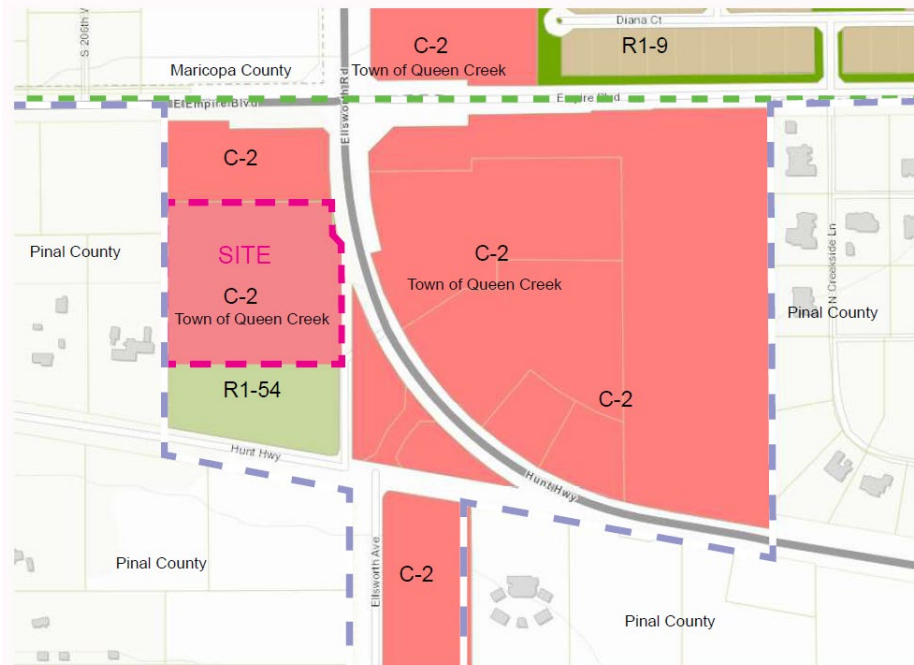 Diana Ct
S 206th W
C-2
R1-9
Maricopa County
Town of Queen Creek
Ellsworth Rd
E Empire Blvd
Empire Blvd
C-2
SITE
C-2
Town of Queen Creek
Pinal County
C-2
Town of Queen Creek
N Creekside Ln
Pinal County
R1-54
C-2
Hunt Hwy
Hunt Hwy
Ellsworth Ave
Pinal County
C-2
Pinal County